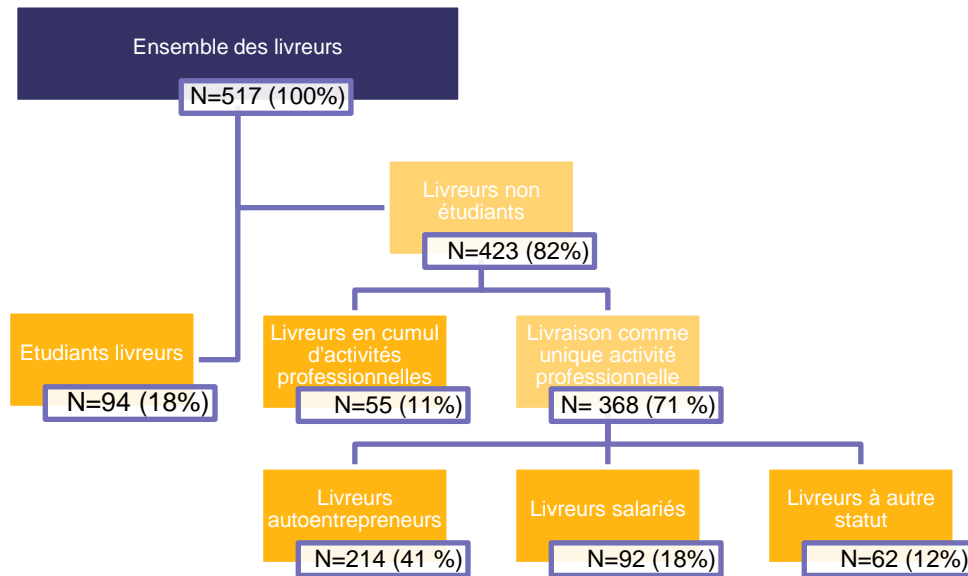 Ensemble des livreurs
N=517 (100%)
Livreurs non
étudiants
N=423 (82%)
Etudiants livreurs
N=94 (18%)
Livreurs en cumul
d'activités
professionnelles
N=55 (11%)
Livraison comme
unique activité
professionnelle
N= 368 (71 %)
Livreurs
autoentrepreneurs
N=214 (41 %)
Livreurs salariés
N=92 (18%)
Livreurs à autre
statut
N=62 (12%)